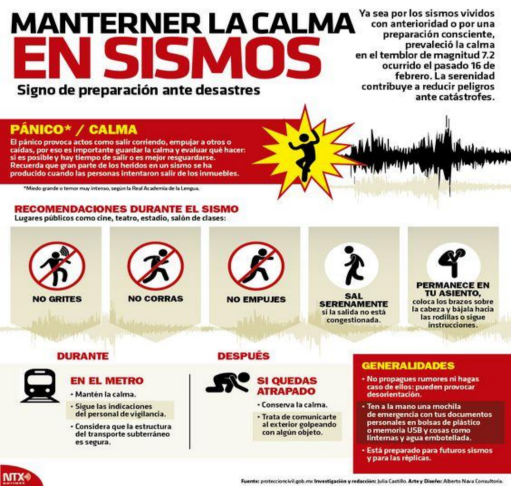 MANTERNER LA CALMA
EN SISMOS
Signo de preparación ante desastres
Ya sea por los sismos vividos
con anterioridad o por una
preparación consciente,
prevaleció la calma
en el temblor de magnitud 7.2
ocurrido el pasado 16 de
febrero. La serenidad
contribuye a reducir peligros
ante catástrofes.
PÁNICO* / CALMA
El pánico provoca actos como salir corriendo, empujar a otros o
caídas, por eso es importante guardar la calma y evaluar qué hacer:
si es posible y hay tiempo de salir o es mejor resguardarse.
Recuerda que gran parte de los heridos en un sismo se ha
producido cuando las personas intentaron salir de los inmuebles.
*Miedo grande o temor muy intenso, según la Real Academia de la Lengua.
RECOMENDACIONES DURANTE EL SISMO
Lugares públicos como cine, teatro, estadio, salón de clases:
NO GRITES
NO CORRAS
NO EMPUJES
SAL
SERENAMENTE
si la salida no está
congestionada.
PERMANECE EN
TU ASIENTO,
coloca los brazos sobre
la cabeza y bájala hacia
las rodillas o sigue
instrucciones.
DURANTE
EN EL METRO
• Mantén la calma.
• Sigue las indicaciones
del personal de vigilancia.
• Considera que la estructura
del transporte subterráneo
es segura.
DESPUÉS
SI QUEDAS
ATRAPADO
• Conserva la calma.
• Trata de comunicarte
al exterior golpeando
con algún objeto.
GENERALIDADES
• No propagues rumores ni hagas
caso de ellos: pueden provocar
desorientación.
• Ten a la mano una mochila
de emergencia con tus documentos
personales en bolsas de plástico
o memoria USB y cosas como
linternas y agua embotellada.
• Está preparado para futuros sismos
y para las réplicas.
NTX
Fuente: proteccioncivil.gob.mx Investigación y redacción: Julia Castillo. Arte y Diseño: Alberto Nava Consultoría.